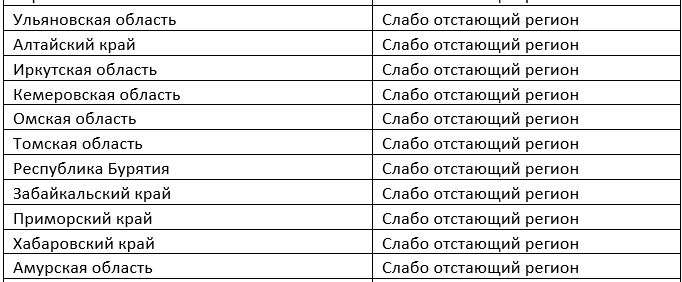 Ульяновская область Слабо отстающий регион
Алтайский край Слабо отстающий регион
Иркутская область Слабо отстающий регион
Кемеровская область Слабо отстающий регион
Омская область Слабо отстающий регион
Томская область Слабо отстающий регион
Республика Бурятия Слабо отстающий регион
Забайкальский край Слабо отстающий регион
Приморский край Слабо отстающий регион
Хабаровский край Слабо отстающий регион
Амурская область Слабо отстающий регион